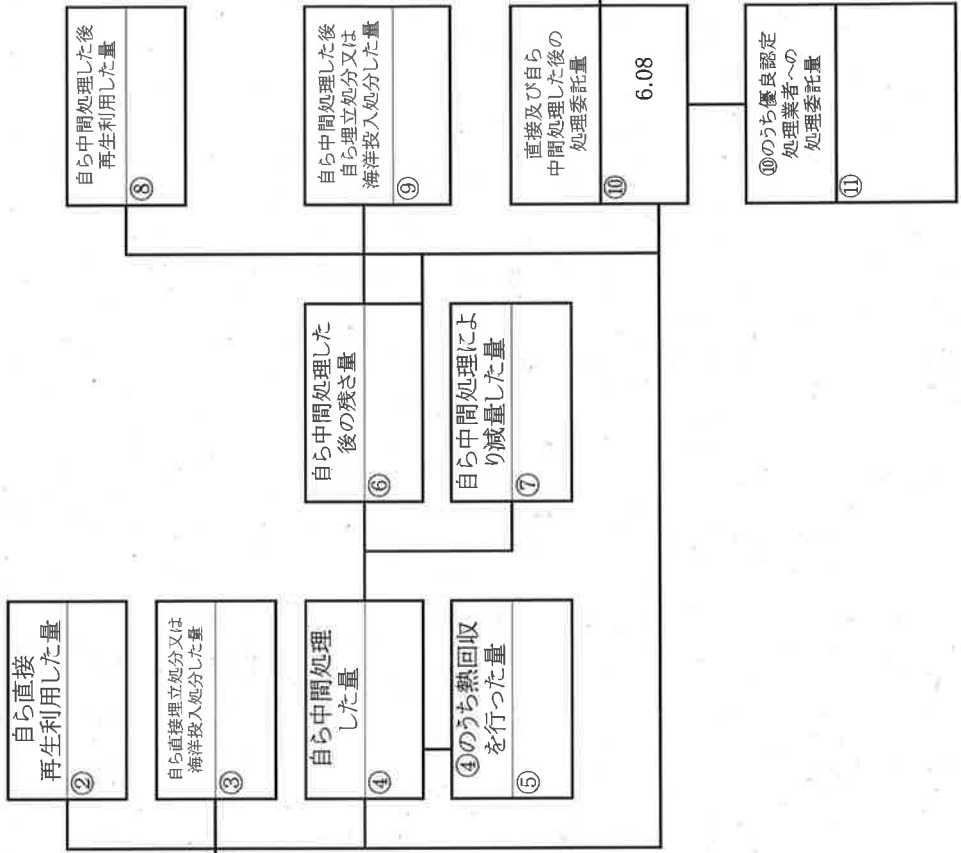 自ら直接
再生利用した量
②
自ら直接埋立処分又は
海洋投入処分した量
③
自ら中間処理
した量
④
④のうち熱回収
を行った量
⑤
自ら中間処理した
後の残さ量
⑥
自ら中間処理によ
り減量した量
⑦
自ら中間処理した後
再生利用した量
⑧
自ら中間処理した後
自ら埋立処分又は
海洋投入処分した量
⑨
直接及び自ら
中間処理した後の
処理委託量
⑩
6.08
⑩のうち優良認定
処理業者への
処理委託量
⑪